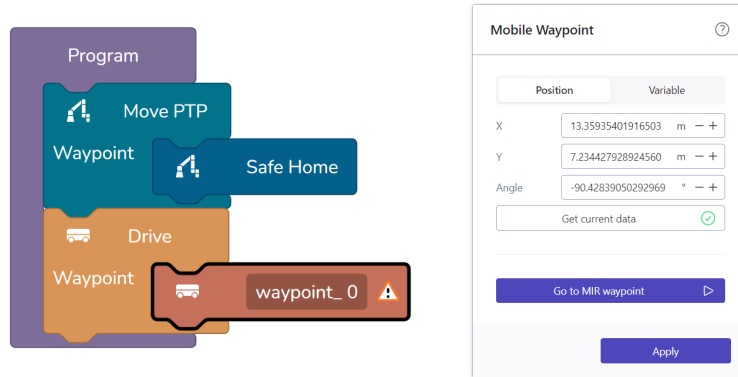 Program
Move PTP
Waypoint
Safe Home
Drive
Waypoint
waypoint_ 0
Mobile Waypoint
Position Variable
X 13.35935401916503 m
Y 7.234427928924560 m
Angle -90.42839050292969 °
Get current data
Go to MIR waypoint
Apply